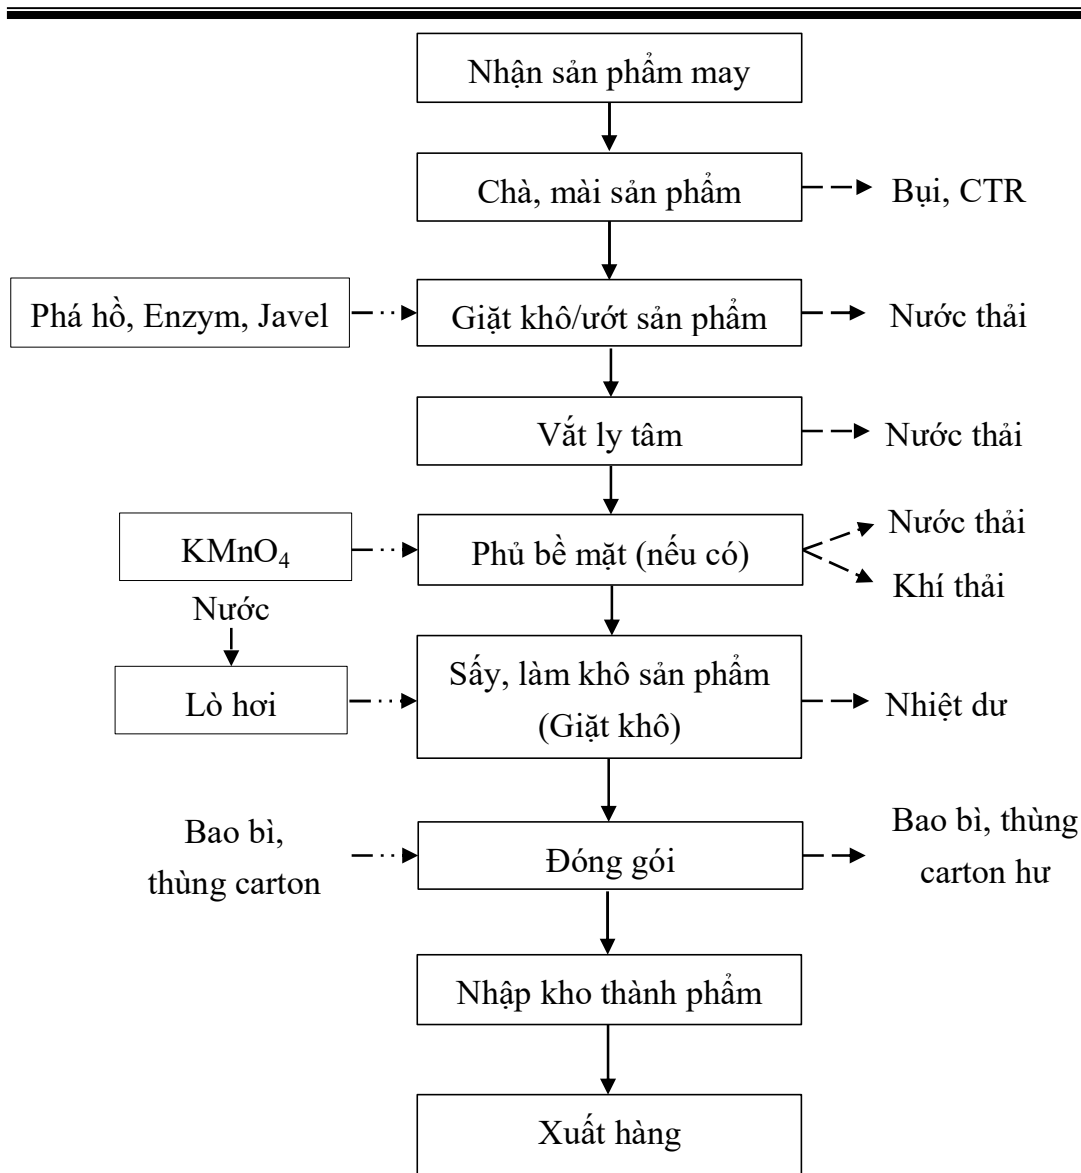 Nhận sản phẩm may
Chà, mài sản phẩm
Bụi, CTR
Phá hồ, Enzym, Javel
Giặt khô/ướt sản phẩm
Nước thải
Vắt ly tâm
Nước thải
KMnO₄
Phủ bề mặt (nếu có)
Nước thải
Khí thải
Nước
Lò hơi
Sấy, làm khô sản phẩm
(Giặt khô)
Nhiệt dư
Bao bì,
thùng carton
Đóng gói
Bao bì, thùng
carton hư
Nhập kho thành phẩm
Xuất hàng